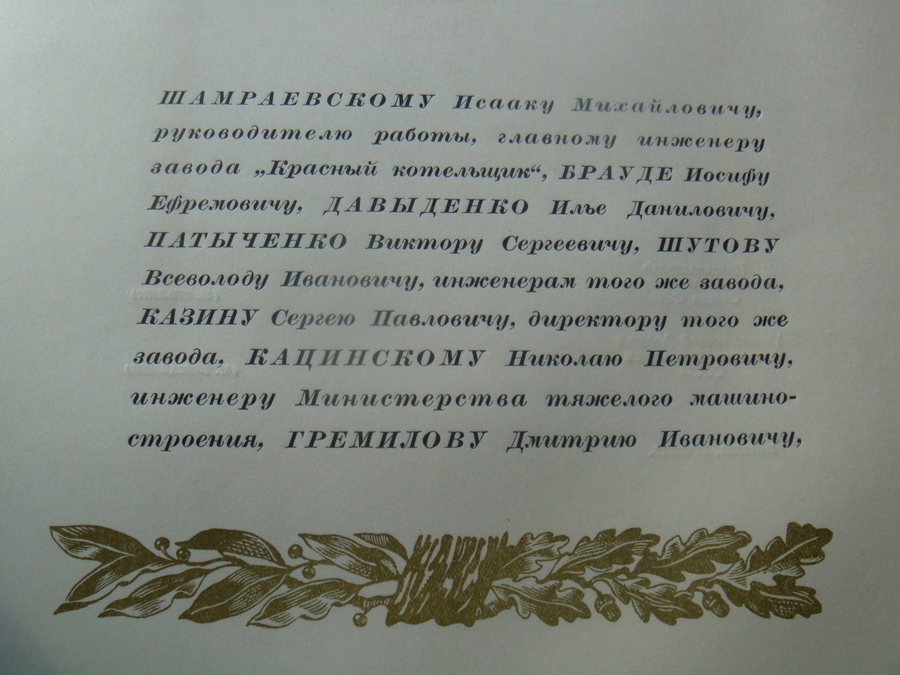 ШАМРАЕВСКОМУ Исааку Михайловичу,
руководителю работы, главному инженеру
завода „Красный котельщик“, БРАУДЕ Иосифу
Ефремовичу, ДАВЫДЕНКО Илье Даниловичу,
ПАТЫЧЕНКО Виктору Сергеевичу, ШУТОВУ
Всеволоду Ивановичу, инженерам того же завода,
КАЗИНУ Сергею Павловичу, директору того же
завода, КАЦИНСКОМУ Николаю Петровичу,
инженеру Министерства тяжелого машино-
строения, ГРЕМИЛОВУ Дмитрию Ивановичу,